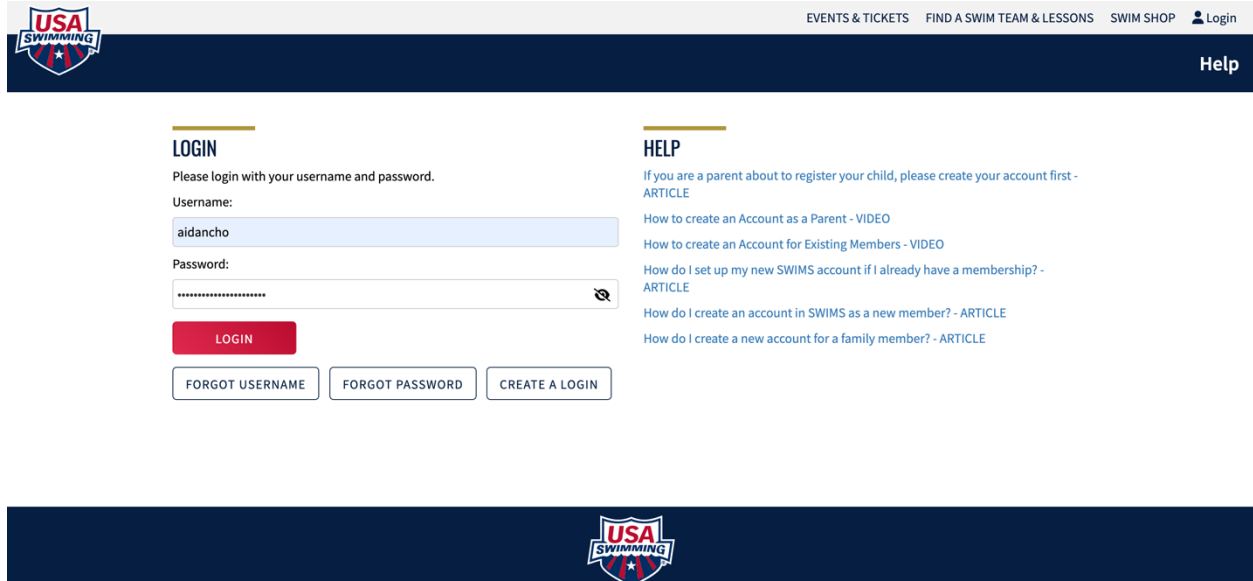 USA
SWIMMING
EVENTS & TICKETS FIND A SWIM TEAM & LESSONS SWIM SHOP Login
Help
LOGIN
Please login with your username and password.
Username:
aidancho
Password:
••••••••••••••••••••••
LOGIN
FORGOT USERNAME FORGOT PASSWORD CREATE A LOGIN
HELP
If you are a parent about to register your child, please create your account first -
ARTICLE
How to create an Account as a Parent - VIDEO
How to create an Account for Existing Members - VIDEO
How do I set up my new SWIMS account if I already have a membership? -
ARTICLE
How do I create an account in SWIMS as a new member? - ARTICLE
How do I create a new account for a family member? - ARTICLE
USA
SWIMMING